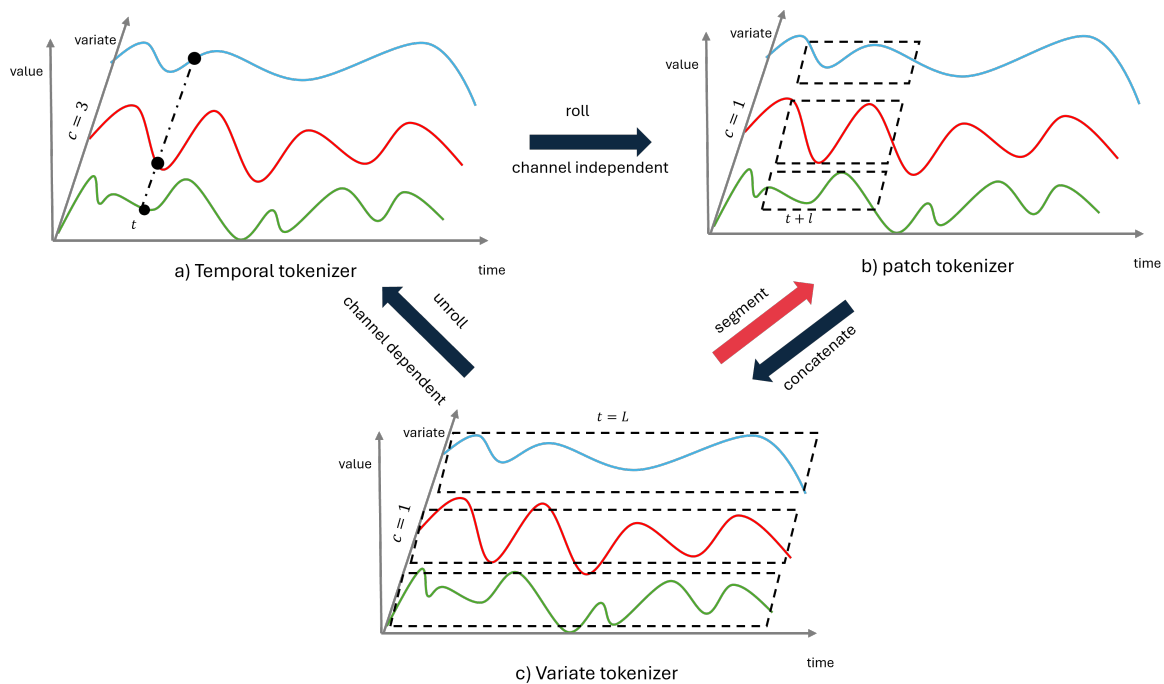 variate
value
c = 3
t
time
a) Temporal tokenizer
roll
channel independent
variate
value
c = 1
t + l
time
b) patch tokenizer
unroll
channel dependent
segment
concatenate
t = L
variate
value
c = 1
time
c) Variate tokenizer